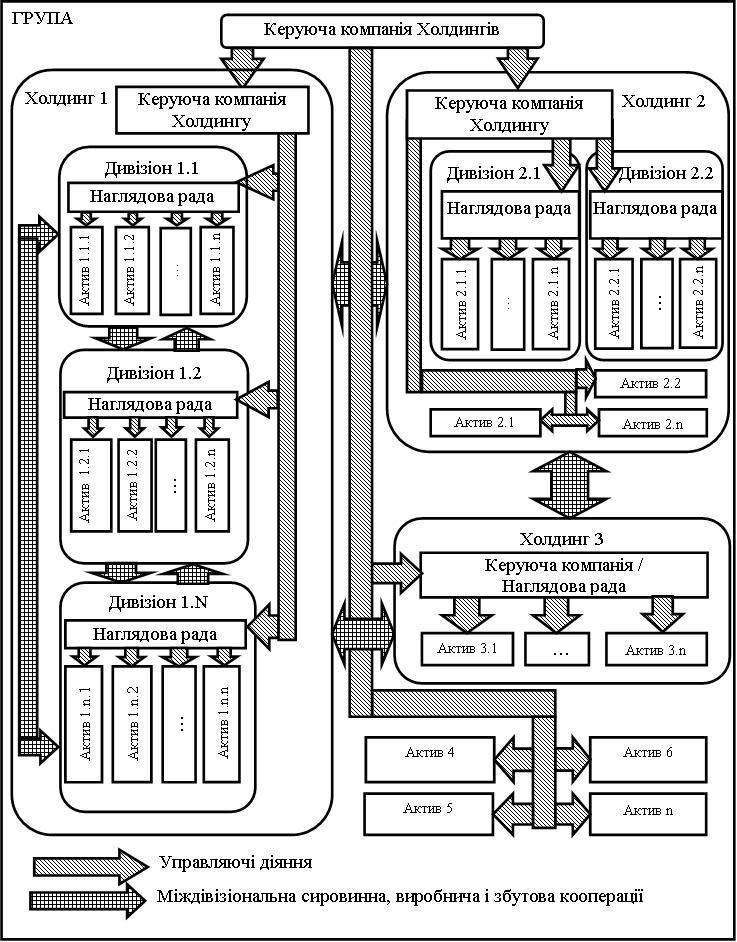 ГРУПА
Керуюча компанія Холдингів
Холдинг 1
Керуюча компанія
Холдингу
Дивізіон 1.1
Наглядова рада
Актив 1.1.1
Актив 1.1.2
...
Актив 1.1.n
Дивізіон 1.2
Наглядова рада
Актив 1.2.1
Актив 1.2.2
...
Актив 1.2.n
Дивізіон 1.N
Наглядова рада
Актив 1.n.1
Актив 1.n.2
...
Актив 1.n.n
Холдинг 2
Керуюча компанія
Холдингу
Дивізіон 2.1
Наглядова рада
Актив 2.1.1
...
Актив 2.1.n
Дивізіон 2.2
Наглядова рада
Актив 2.2.1
...
Актив 2.2.n
Актив 2.2
Актив 2.1
Актив 2.n
Холдинг 3
Керуюча компанія /
Наглядова рада
Актив 3.1
...
Актив 3.n
Актив 4
Актив 6
Актив 5
Актив n
Управляючі діяння
Міждивізіональна сировинна, виробнича і збутова кооперації